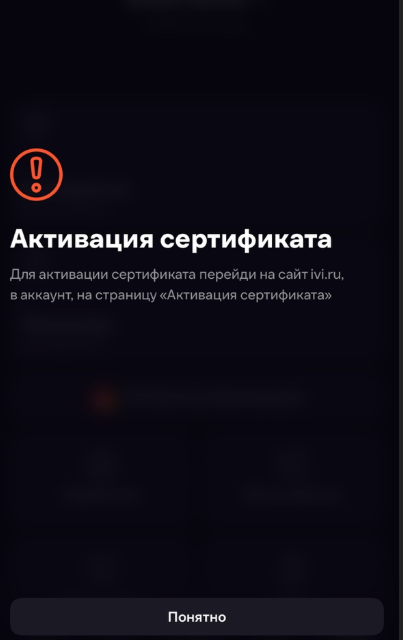 Активация сертификата
Для активации сертификата перейди на сайт ivi.ru,
в аккаунт, на страницу «Активация сертификата»
Понятно